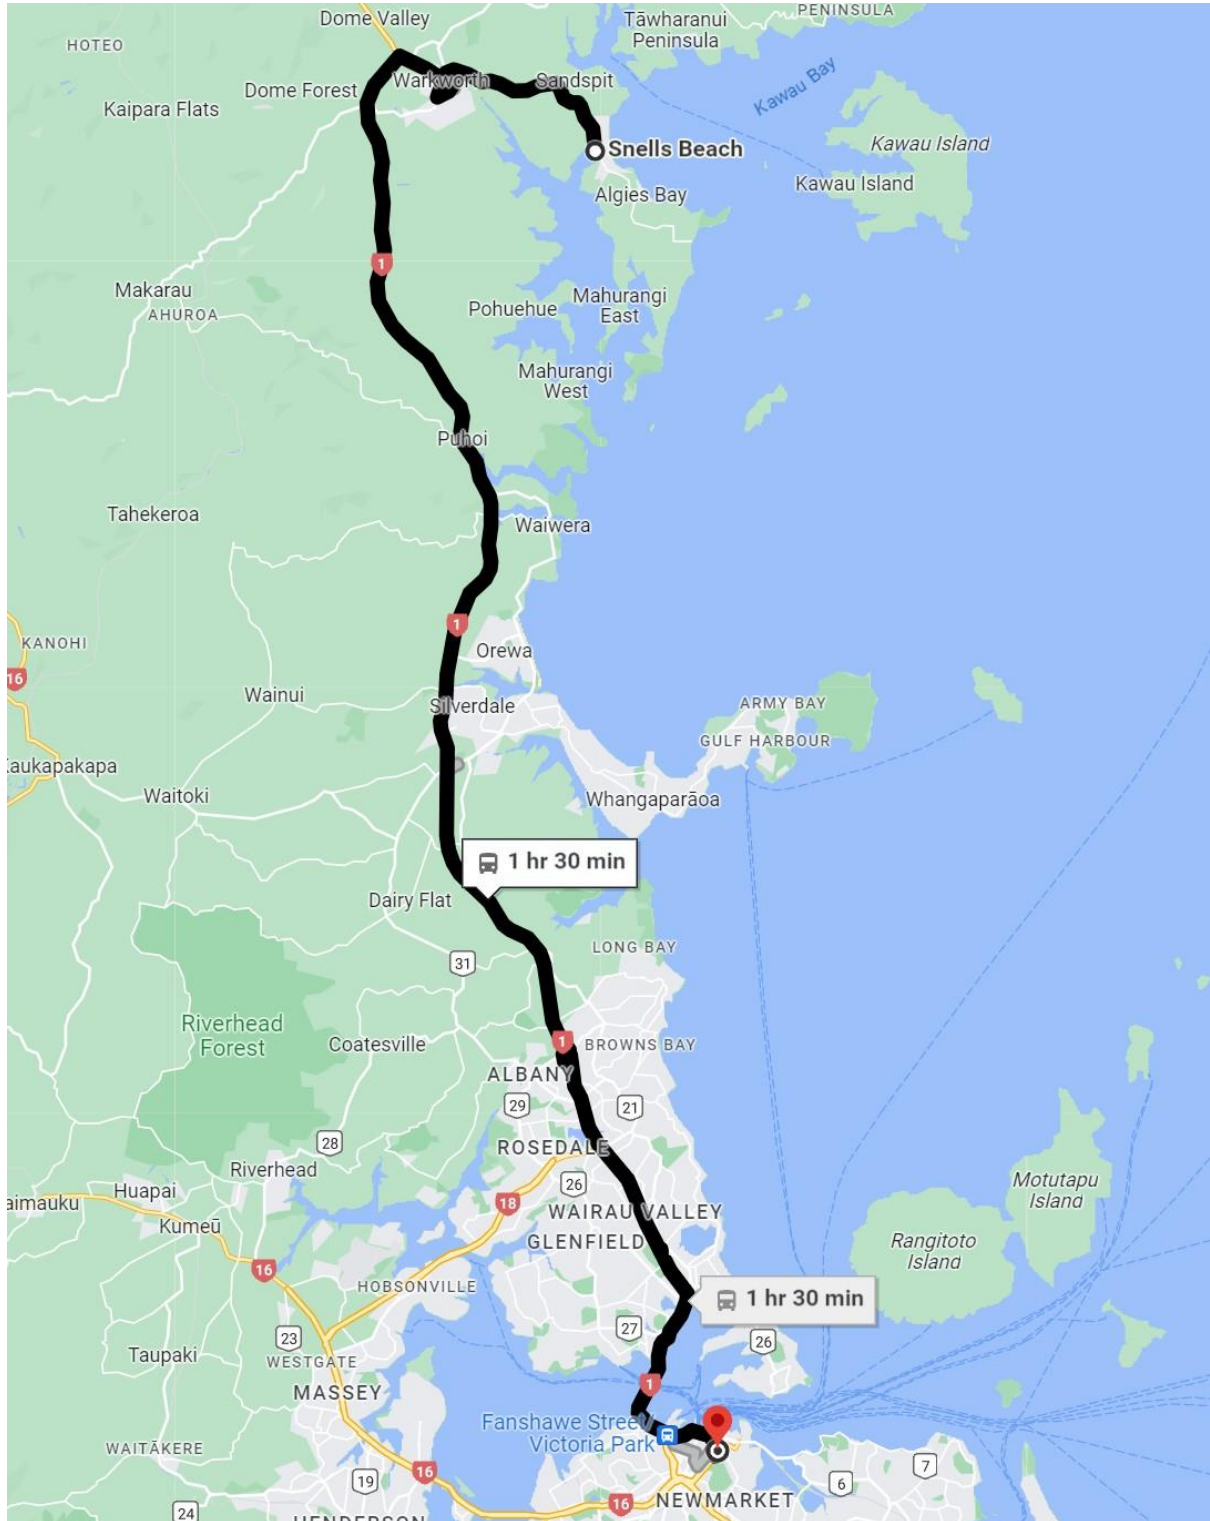 PENINSULA
Dome Valley
Tāwharanui
Peninsula
HOTEO
Kawau Bay
Warkworth
Sandspit
Dome Forest
Kaipara Flats
Snells Beach
Kawau Island
Kawau Island
Algies Bay
1
Makarau
AHUROA
Pohuehue
Mahurangi
East
Mahurangi
West
Puhoi
Tahekeroa
Waiwera
1
KANOHI
Orewa
16
Wainui
Silverdale
ARMY BAY
GULF HARBOUR
Kaukapakapa
Waitoki
Whangaparāoa
1 hr 30 min
Dairy Flat
LONG BAY
31
Riverhead
Forest
Coatesville
1
BROWNS BAY
ALBANY
29
21
28
ROSEDALE
Riverhead
26
Motutapu
Island
Huapai
aimauku
18
Kumeū
WAIRAU VALLEY
GLENFIELD
Rangitoto
Island
16
HOBSONVILLE
1 hr 30 min
23
27
26
Taupaki
WESTGATE
MASSEY
1
Fanshawe Street/
Victoria Park
WAITĀKERE
16
19
7
6
NEWMARKET
16
24
HENDERSON